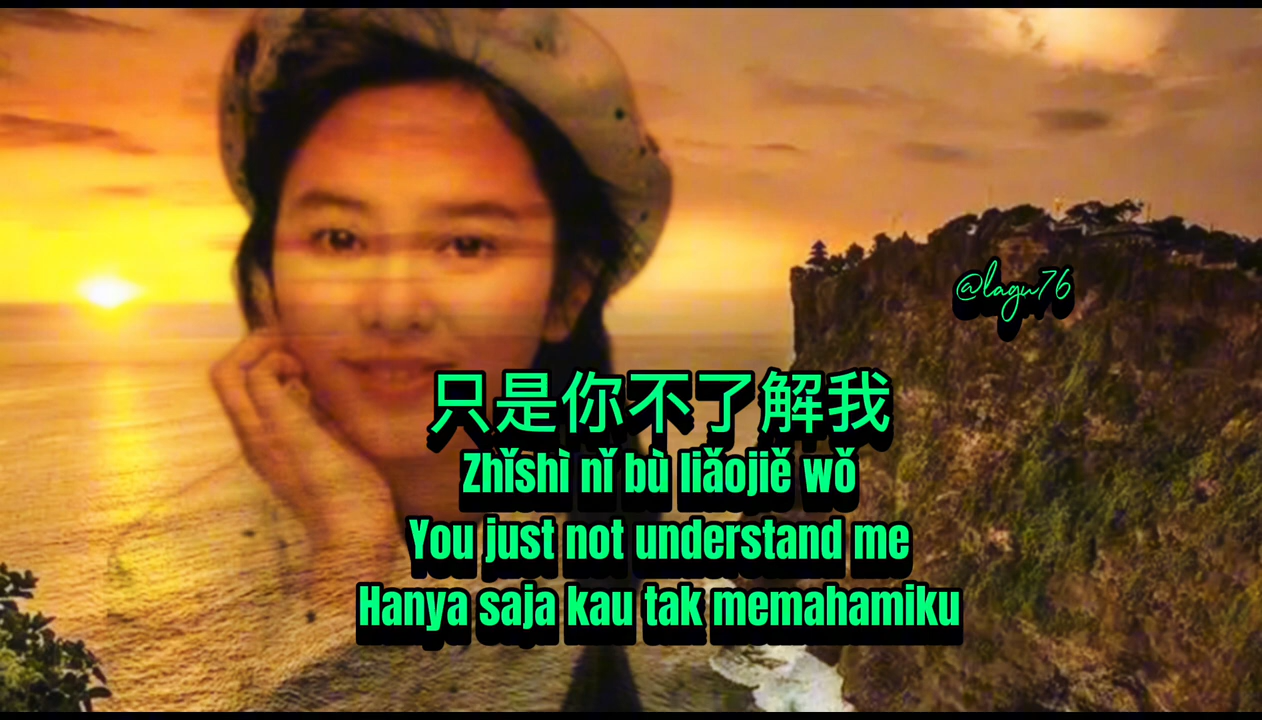 @lagu76
只是你不了解我
Zhǐshì nǐ bù liǎojiě wǒ
You just not understand me
Hanya saja kau tak memahamiku